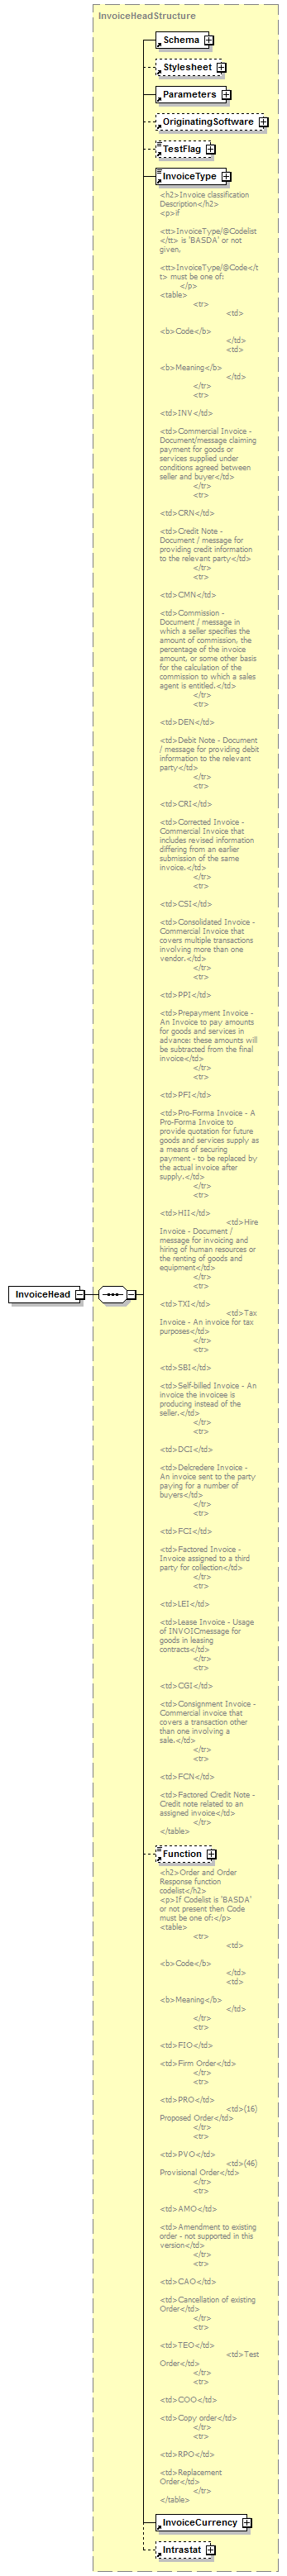 InvoiceHeadStructure
Schema
Stylesheet
Parameters
OriginatingSoftware
TestFlag
InvoiceType
<h2>Invoice classification
Description</h2>
<p>if
<tt>InvoiceType/@Codelist
</tt> is 'BASDA' or not
given,
<tt>InvoiceType/@Code</t
t> must be one of:
</p>
<table>
<tr>
<td>
<b>Code</b>
</td>
<td>
<b>Meaning</b>
</td>
</tr>
<tr>
<td>INV</td>
<td>Commercial Invoice -
Document/message claiming
payment for goods or
services supplied under
conditions agreed between
seller and buyer</td>
</tr>
<tr>
<td>CRN</td>
<td>Credit Note -
Document / message for
providing credit information
to the relevant party</td>
</tr>
<tr>
<td>CMN</td>
<td>Commission -
Document / message in
which a seller specifies the
amount of commission, the
percentage of the invoice
amount, or some other basis
for the calculation of the
commission to which a sales
agent is entitled.</td>
</tr>
<tr>
<td>DEN</td>
<td>Debit Note - Document
/ message for providing debit
information to the relevant
party</td>
</tr>
<tr>
<td>CRI</td>
<td>Corrected Invoice -
Commercial Invoice that
includes revised information
differing from an earlier
submission of the same
invoice.</td>
</tr>
<tr>
<td>CSI</td>
<td>Consolidated Invoice -
Commercial Invoice that
covers multiple transactions
involving more than one
vendor.</td>
</tr>
<tr>
<td>PPI</td>
<td>Prepayment Invoice -
An Invoice to pay amounts
for goods and services in
advance: these amounts will
be subtracted from the final
invoice</td>
</tr>
<tr>
<td>PFI</td>
<td>Pro-Forma Invoice - A
Pro-Forma Invoice to
provide quotation for future
goods and services supply as
a means of securing
payment - to be replaced by
the actual invoice after
supply.</td>
</tr>
<tr>
<td>HII</td>
<td>Hire
Invoice - Document /
message for invoicing and
hiring of human resources or
the renting of goods and
equipment</td>
</tr>
<tr>
InvoiceHead
<td>TXI</td>
<td>Tax
Invoice - An invoice for tax
purposes</td>
</tr>
<tr>
<td>SBI</td>
<td>Self-billed Invoice - An
invoice the invoicee is
producing instead of the
seller.</td>
</tr>
<tr>
<td>DCI</td>
<td>Delcredere Invoice -
An invoice sent to the party
paying for a number of
buyers</td>
</tr>
<tr>
<td>FCI</td>
<td>Factored Invoice -
Invoice assigned to a third
party for collection</td>
</tr>
<tr>
<td>LEI</td>
<td>Lease Invoice - Usage
of INVOICmessage for
goods in leasing
contracts</td>
</tr>
<tr>
<td>CGI</td>
<td>Consignment Invoice -
Commercial invoice that
covers a transaction other
than one involving a
sale.</td>
</tr>
<tr>
<td>FCN</td>
<td>Factored Credit Note -
Credit note related to an
assigned invoice</td>
</tr>
</table>
Function
<h2>Order and Order
Response function
codelist</h2>
<p>If Codelist is 'BASDA'
or not present then Code
must be one of:</p>
<table>
<tr>
<td>
<b>Code</b>
</td>
<td>
<b>Meaning</b>
</td>
</tr>
<tr>
<td>FIO</td>
<td>Firm Order</td>
</tr>
<tr>
<td>PRO</td>
<td>(16)
Proposed Order</td>
</tr>
<tr>
<td>PVO</td>
<td>(46)
Provisional Order</td>
</tr>
<tr>
<td>AMO</td>
<td>Amendment to existing
order - not supported in this
version</td>
</tr>
<tr>
<td>CAO</td>
<td>Cancellation of existing
Order</td>
</tr>
<tr>
<td>TEO</td>
<td>Test
Order</td>
</tr>
<tr>
<td>COO</td>
<td>Copy order</td>
</tr>
<tr>
<td>RPO</td>
<td>Replacement
Order</td>
</tr>
</table>
InvoiceCurrency
Intrastat